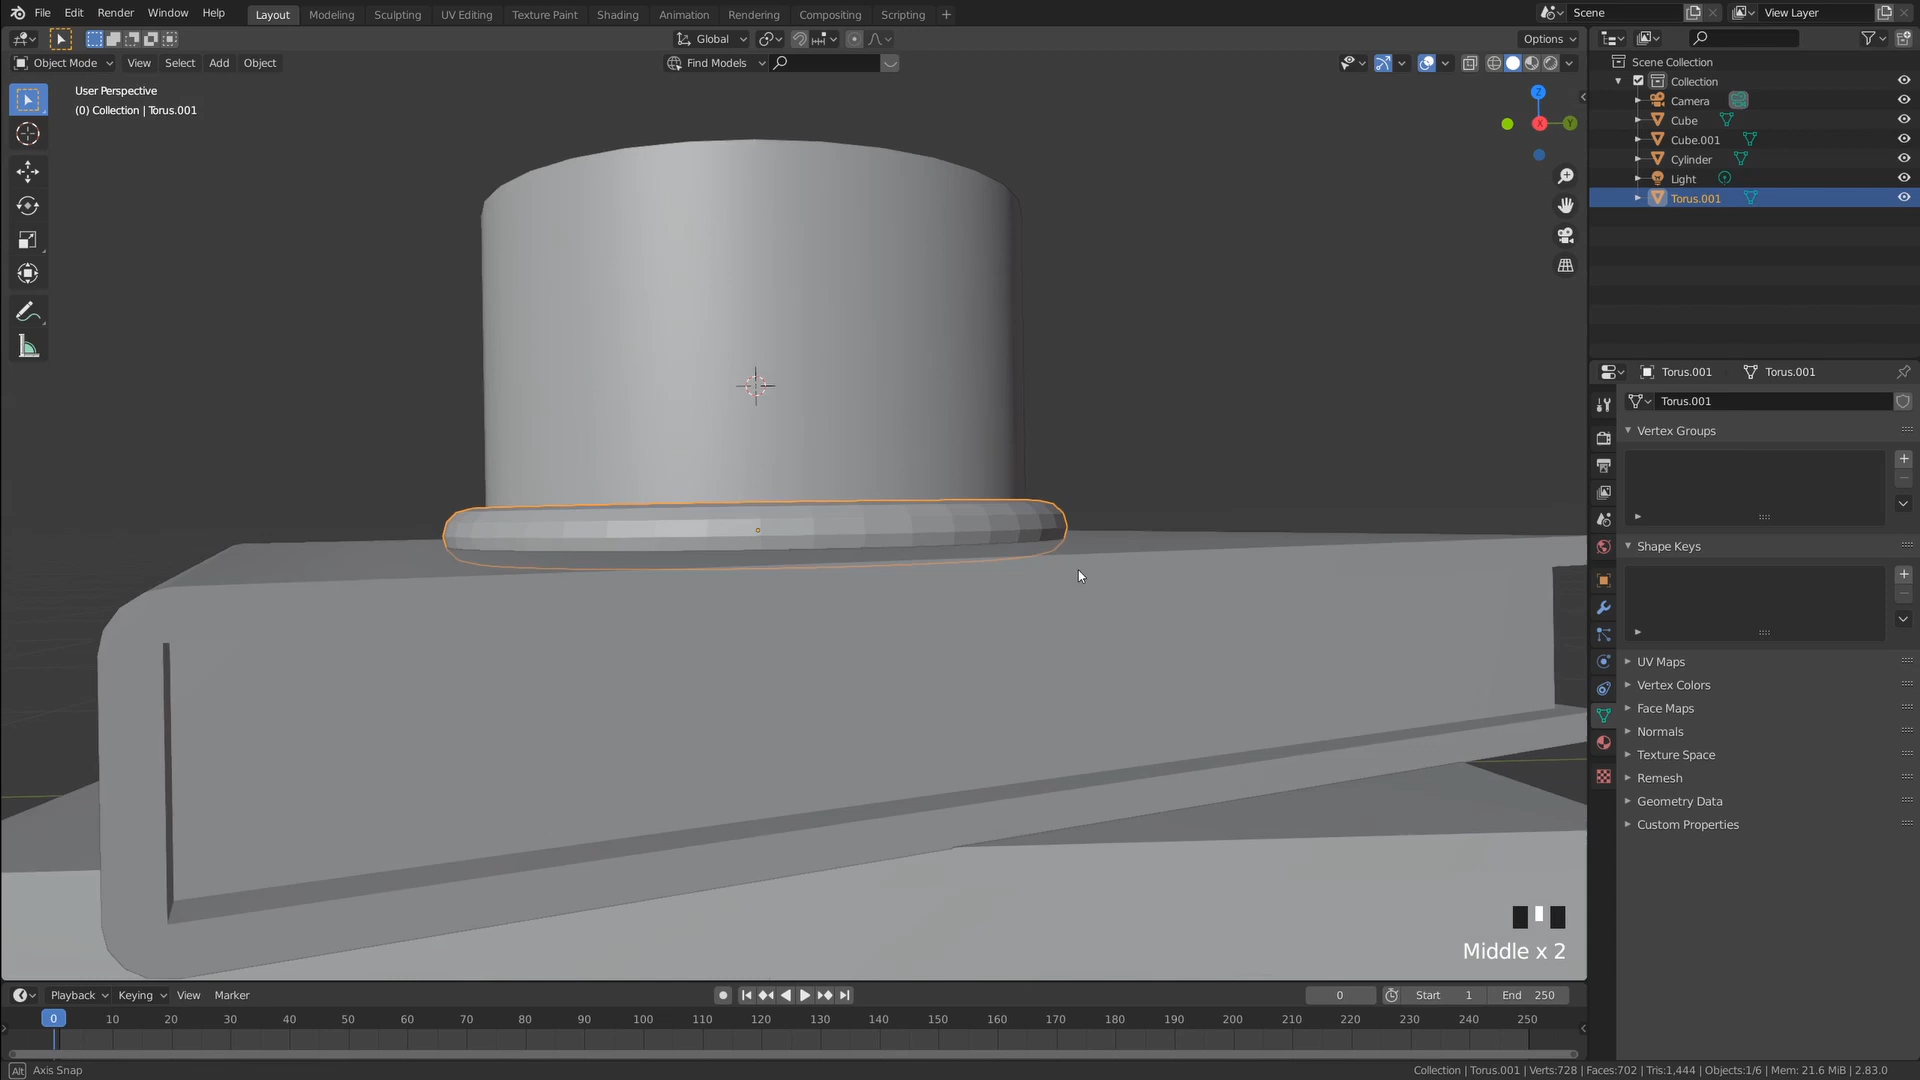 File Edit Render Window Help Layout Modeling Sculpting UV Editing Texture Paint Shading Animation Rendering Compositing Scripting + Scene View Layer
Global Options
Object Mode View Select Add Object Find Models
User Perspective
(0) Collection | Torus.001
Z
X Y
Scene Collection
Collection
Camera
Cube
Cube.001
Cylinder
Light
Torus.001
Torus.001 Torus.001
Torus.001
Vertex Groups
Shape Keys
UV Maps
Vertex Colors
Face Maps
Normals
Texture Space
Remesh
Geometry Data
Custom Properties
Middle x 2
Playback Keying View Marker 0 Start 1 End 250
0 10 20 30 40 50 60 70 80 90 100 110 120 130 140 150 160 170 180 190 200 210 220 230 240 250
Alt Axis Snap Collection | Torus.001 | Verts:728 | Faces:702 | Tris:1,444 | Objects:1/6 | Mem: 21.6 MiB | 2.83.0